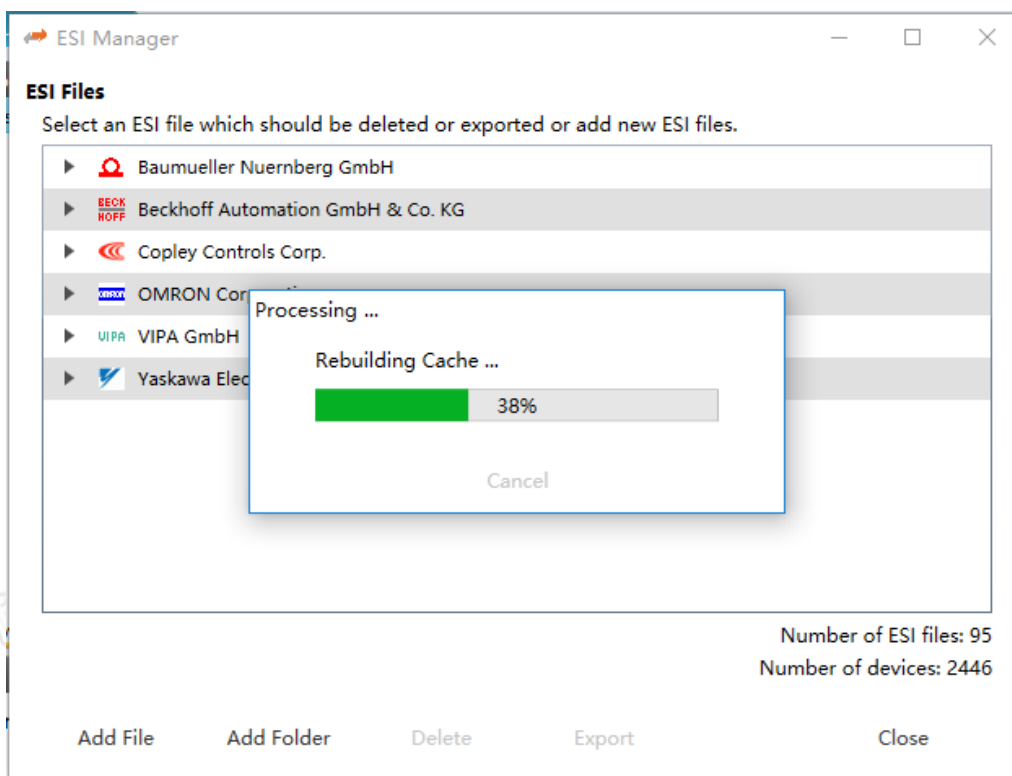 ESI Manager
ESI Files
Select an ESI file which should be deleted or exported or add new ESI files.
Baumueller Nuernberg GmbH
BECK
HOFF
Beckhoff Automation GmbH & Co. KG
Copley Controls Corp.
OMRON
OMRON
VIPA
VIPA GmbH
Yaskawa
Processing ...
Rebuilding Cache ...
38%
Cancel
Number of ESI files: 95
Number of devices: 2446
Add File Add Folder Delete Export Close